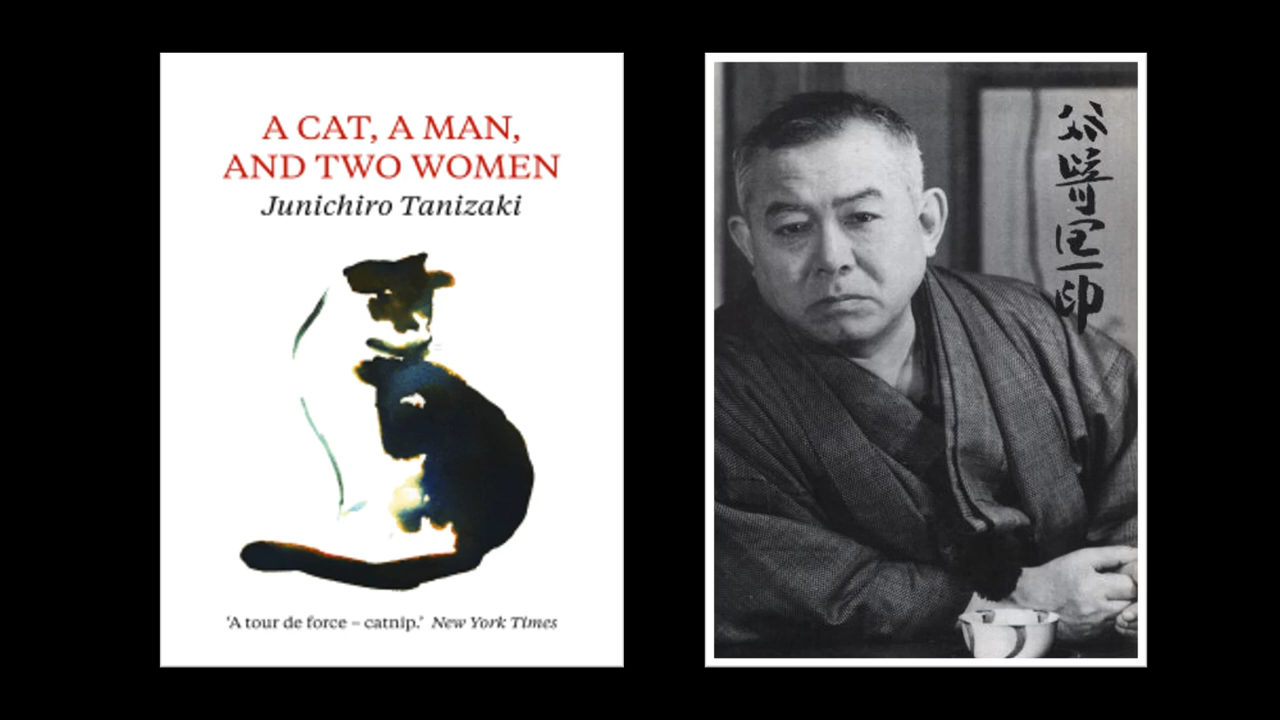 A CAT, A MAN,
AND TWO WOMEN
Junichiro Tanizaki
‘A tour de force – catnip.’ New York Times
谷崎潤一郎